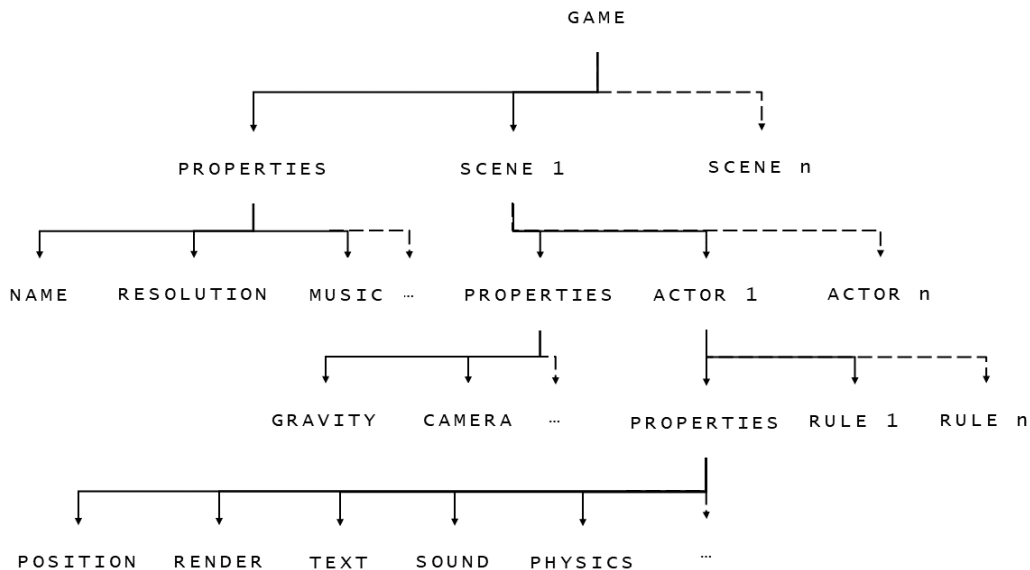 GAME
PROPERTIES SCENE 1 SCENE n
NAME RESOLUTION MUSIC … PROPERTIES ACTOR 1 ACTOR n
GRAVITY CAMERA … PROPERTIES RULE 1 RULE n
POSITION RENDER TEXT SOUND PHYSICS …